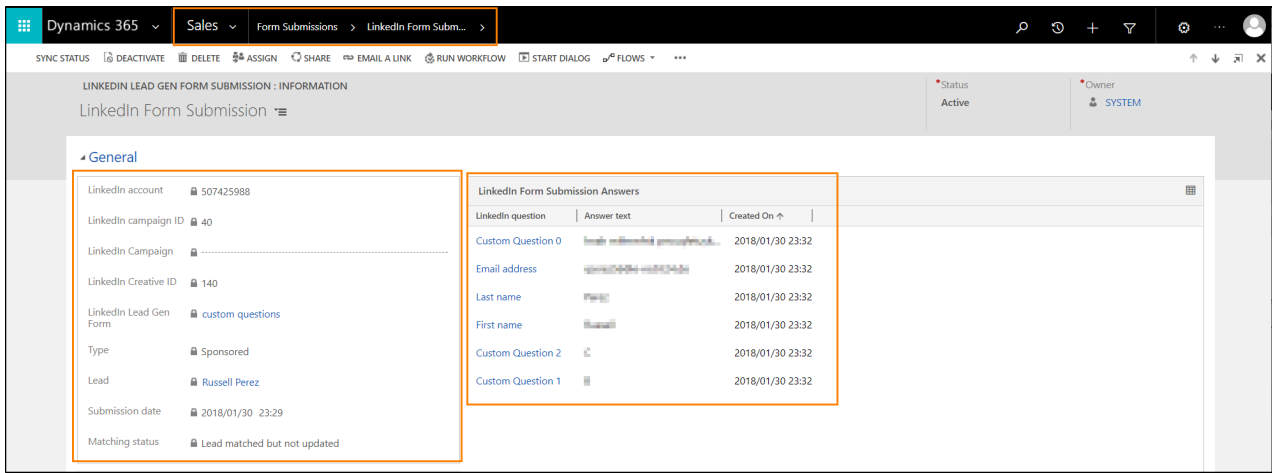 Dynamics 365 Sales Form Submissions > LinkedIn Form Subm... >
SYNC STATUS DEACTIVATE DELETE ASSIGN SHARE EMAIL A LINK RUN WORKFLOW START DIALOG FLOWS ...
LINKEDIN LEAD GEN FORM SUBMISSION : INFORMATION
LinkedIn Form Submission
*Status
Active
*Owner
SYSTEM
General
LinkedIn account 507425988
LinkedIn campaign ID 40
LinkedIn Campaign
LinkedIn Creative ID 140
LinkedIn Lead Gen Form custom questions
Type Sponsored
Lead Russell Perez
Submission date 2018/01/30 23:29
Matching status Lead matched but not updated
LinkedIn Form Submission Answers
LinkedIn question Answer text Created On ↑
Custom Question 0 2018/01/30 23:32
Email address 2018/01/30 23:32
Last name 2018/01/30 23:32
First name 2018/01/30 23:32
Custom Question 2 2018/01/30 23:32
Custom Question 1 2018/01/30 23:32